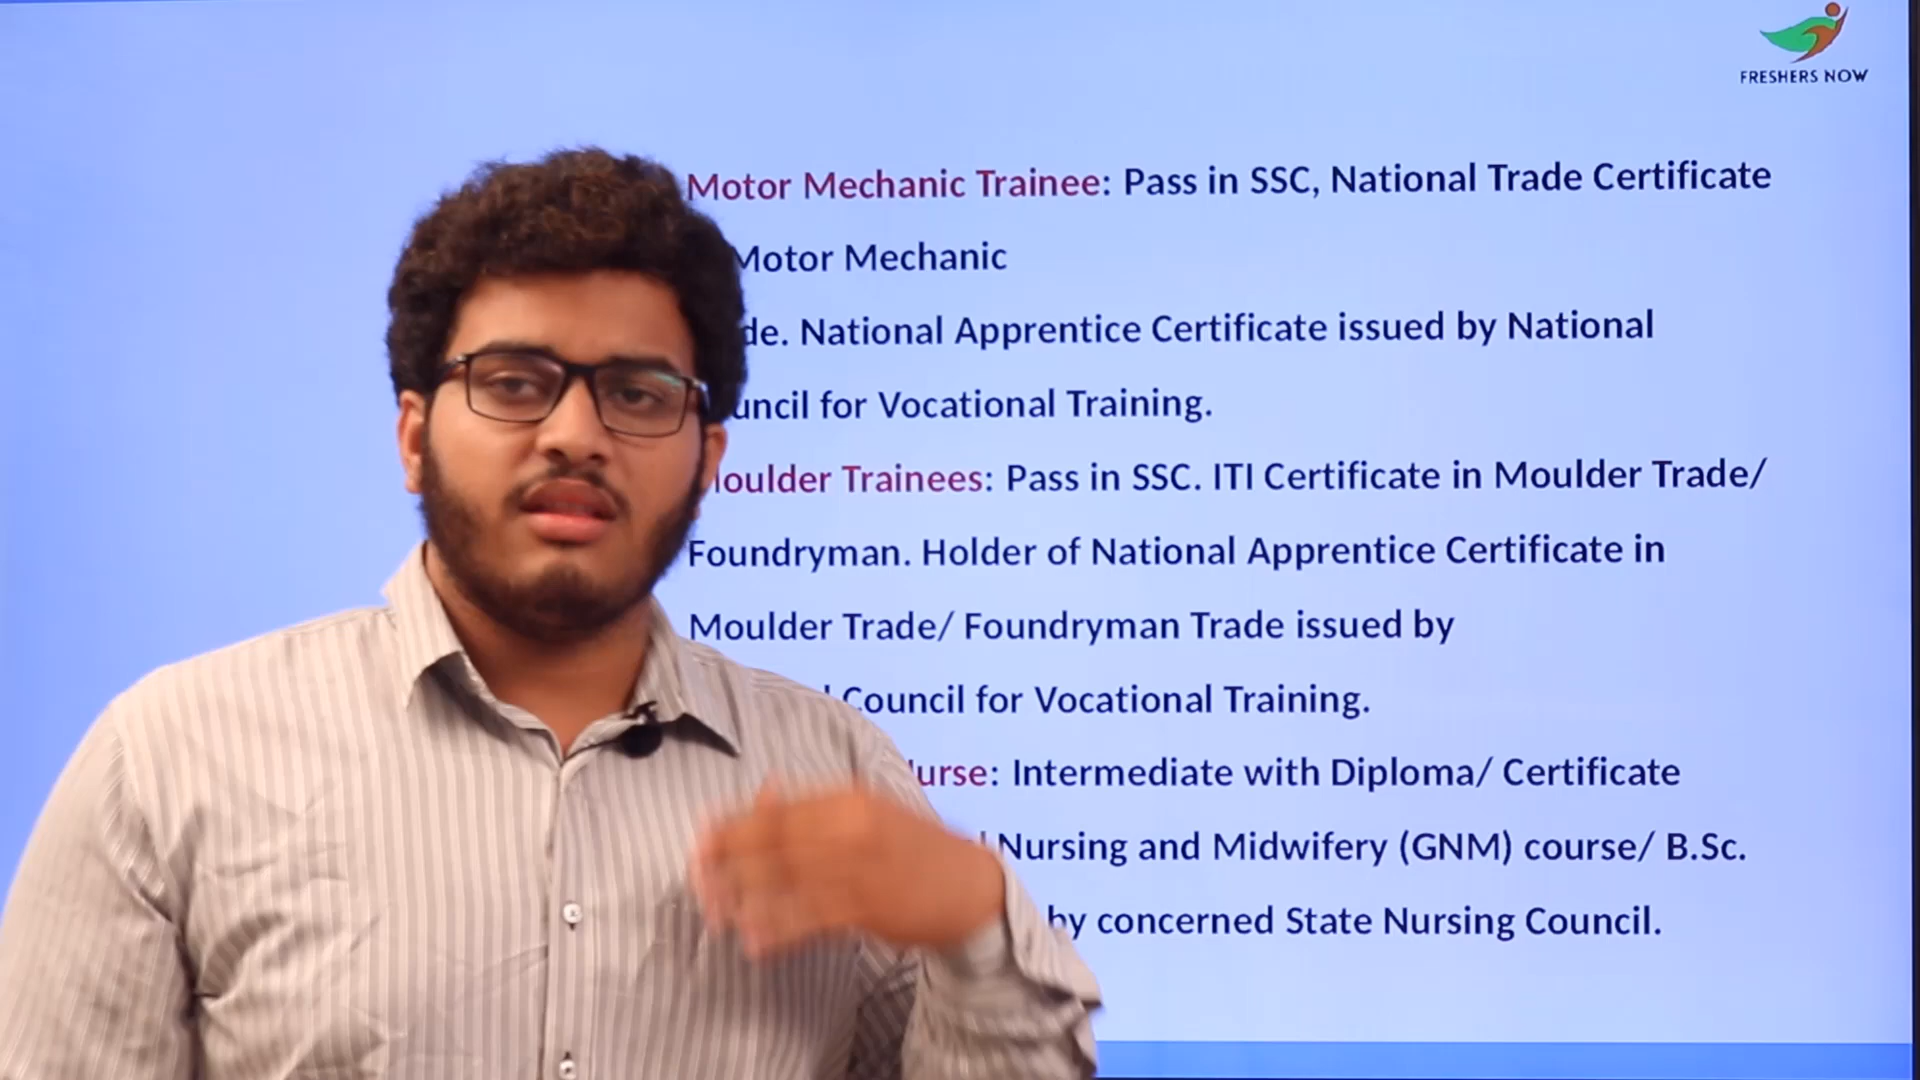 FRESHERS NOW
Motor Mechanic Trainee: Pass in SSC, National Trade Certificate
Motor Mechanic
de. National Apprentice Certificate issued by National
uncil for Vocational Training.
oulder Trainees: Pass in SSC. ITI Certificate in Moulder Trade/
Foundryman. Holder of National Apprentice Certificate in
Moulder Trade/ Foundryman Trade issued by
Council for Vocational Training.
urse: Intermediate with Diploma/ Certificate
Nursing and Midwifery (GNM) course/ B.Sc.
by concerned State Nursing Council.